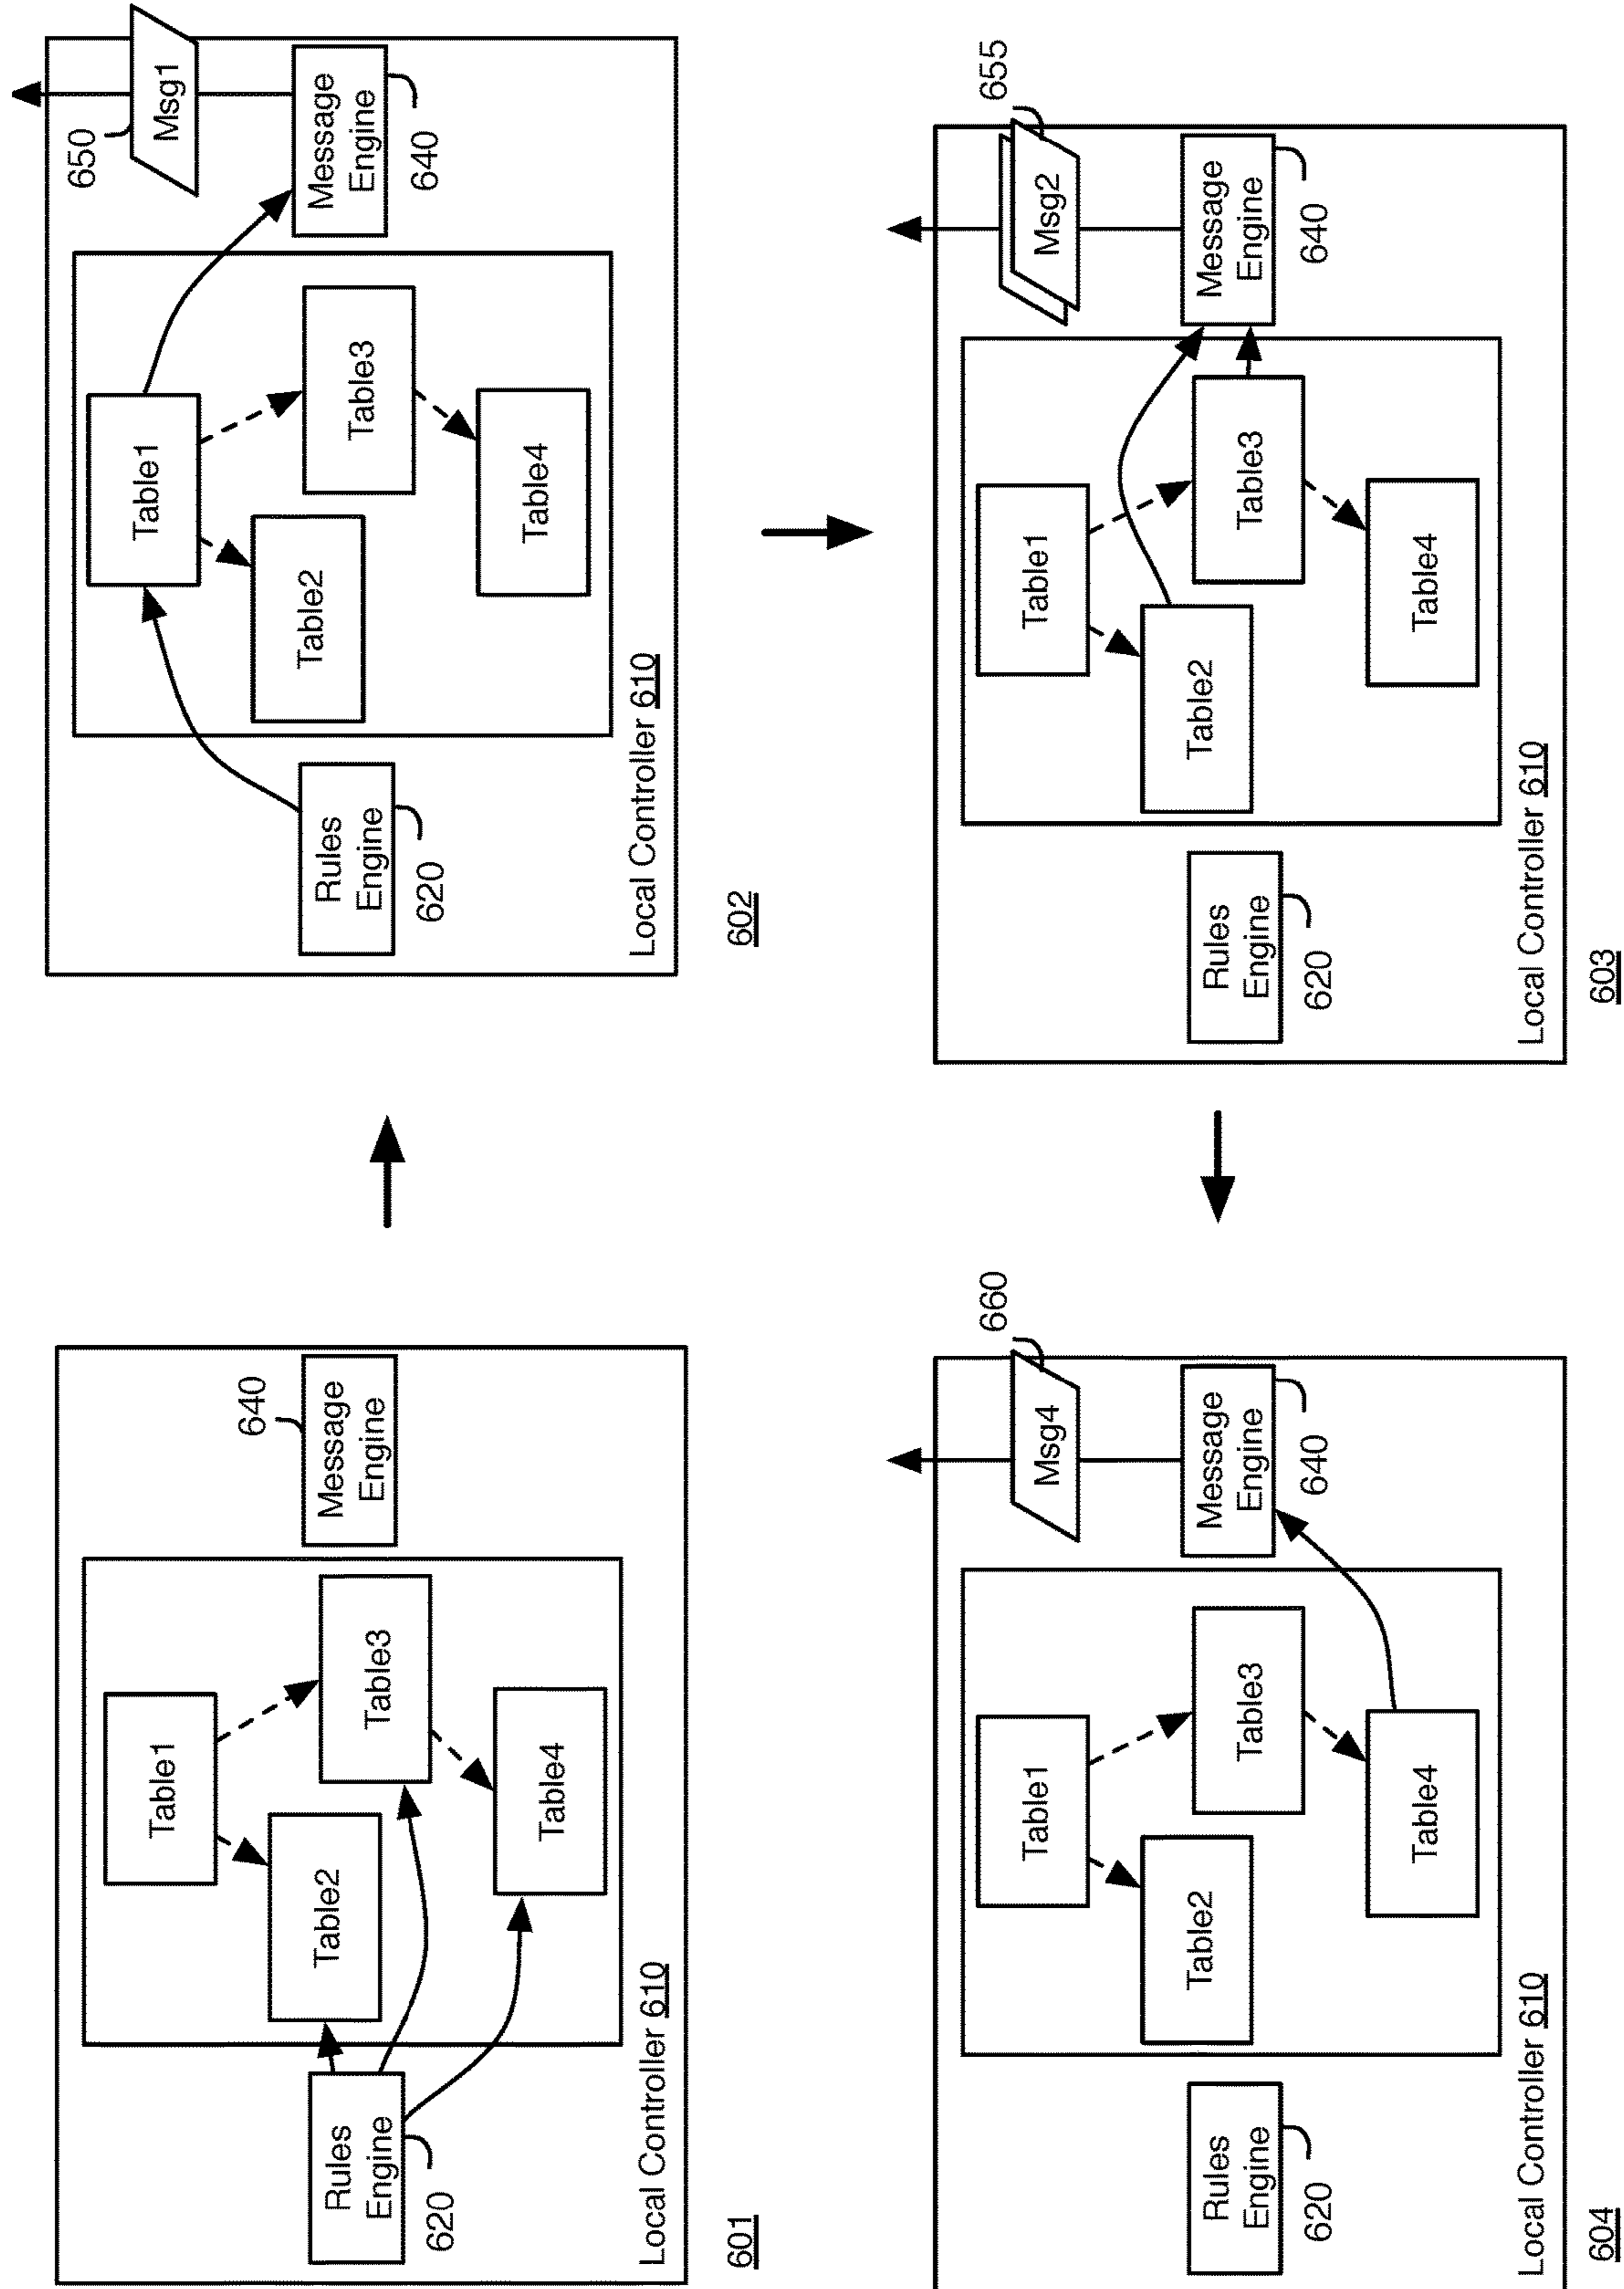 Rules
Engine
620
Table1
Table2
Table3
Table4
640
Message
Engine
Local Controller 610
601
Rules
Engine
620
Table1
Table2
Table3
Table4
650
Msg1
Message
Engine
640
Local Controller 610
602
Rules
Engine
620
Table1
Table2
Table3
Table4
655
Msg2
Message
Engine
640
Local Controller 610
603
Rules
Engine
620
Table1
Table2
Table3
Table4
660
Msg4
Message
Engine
640
Local Controller 610
604